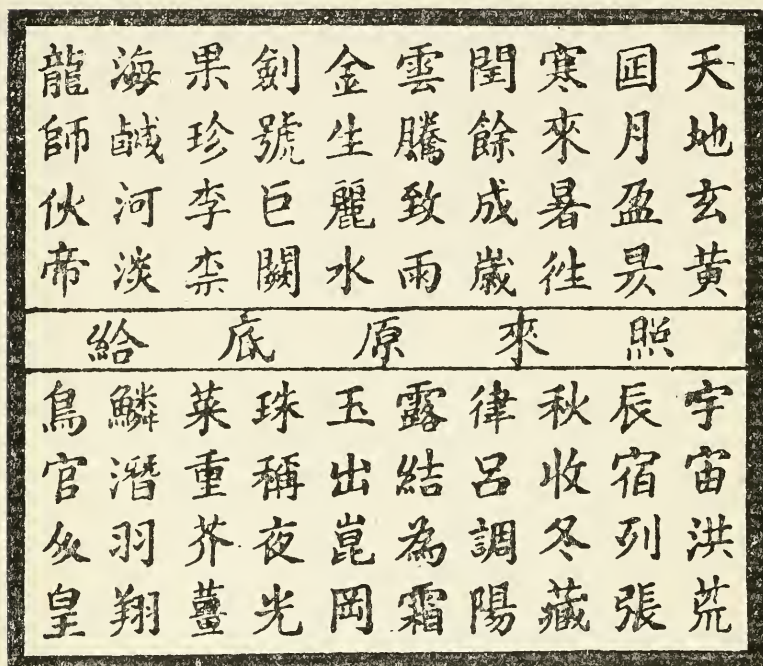 天地玄黃
囸月盈昃
寒來暑徃
閏餘成歲
雲騰致雨
金生麗水
劍號巨闕
果珍李柰
海鹹河淡
龍師伙帝
照來原底給
宇宙洪荒
辰宿列張
秋收冬藏
律呂調陽
露結為霜
玉出崑岡
珠稱夜光
菜重芥薑
鱗潛羽翔
鳥官皇